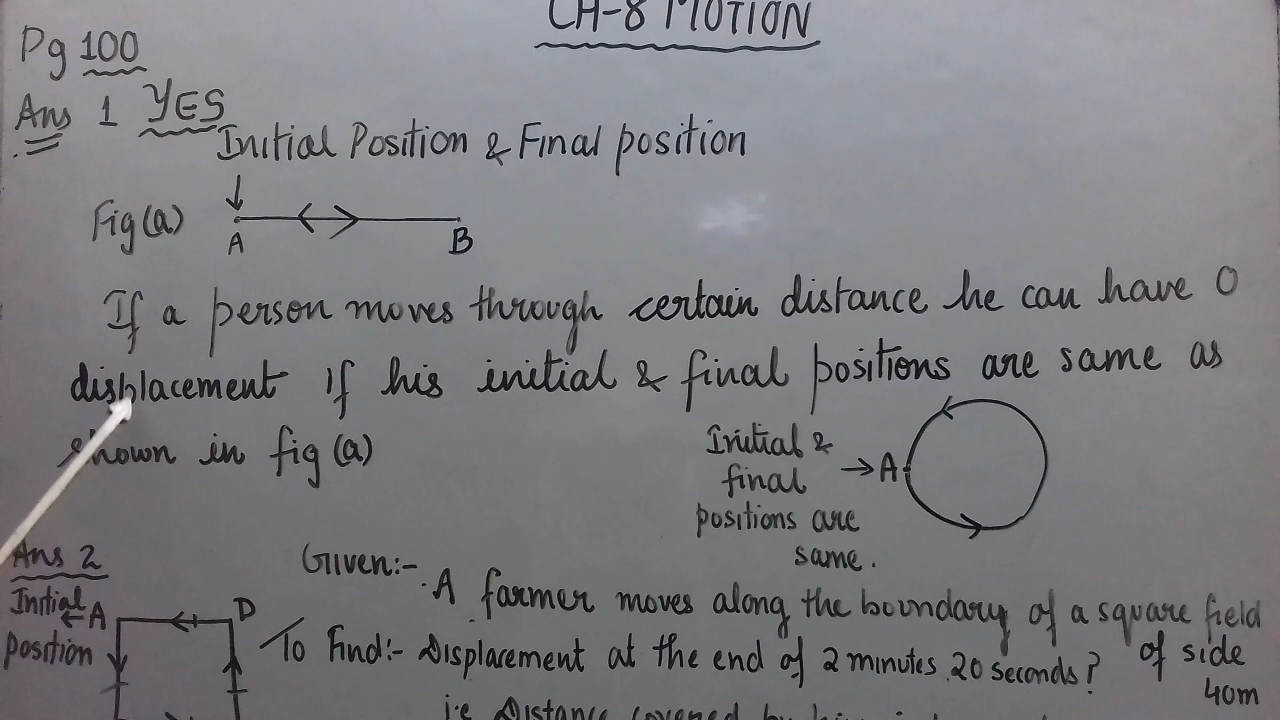 CH-8 MOTION
Pg 100
Ans 1 YES
Initial Position & Final position
Fig(a)
A
B
If a person moves through certain distance he can have 0
displacement if his initial & final positions are same as
shown in fig (a)
Initial &
final
positions are
same.
→A
Ans 2
Initial
position
←A
D
Given:- A farmer moves along the boundary of a square field
of side
40m
To Find:- Displacement at the end of 2 minutes 20 seconds?
i.e Distance covered by